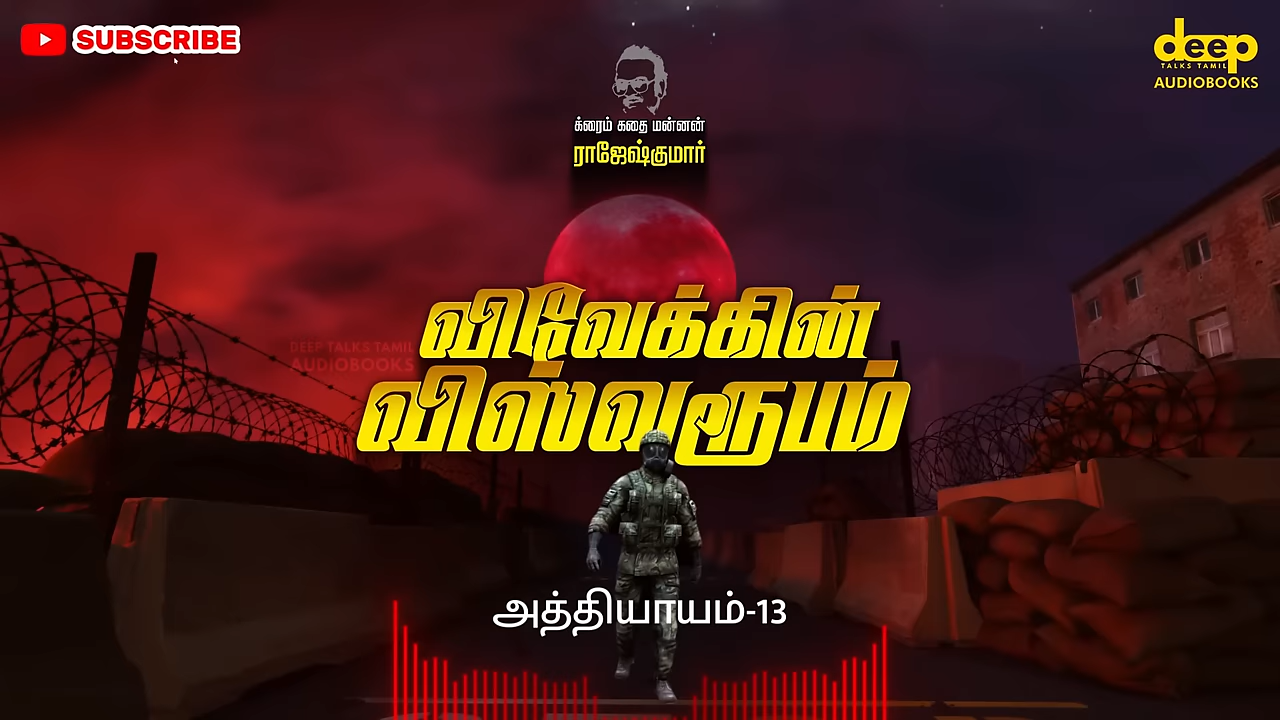 SUBSCRIBE
deep
TALKS TAMIL
AUDIOBOOKS
க்ரைம் கதை மன்னன்
ராஜேஷ்குமார்
விவேக்கின்
விஸ்வரூபம்
DEEP TALKS TAMIL
AUDIOBOOKS
அத்தியாயம்-13